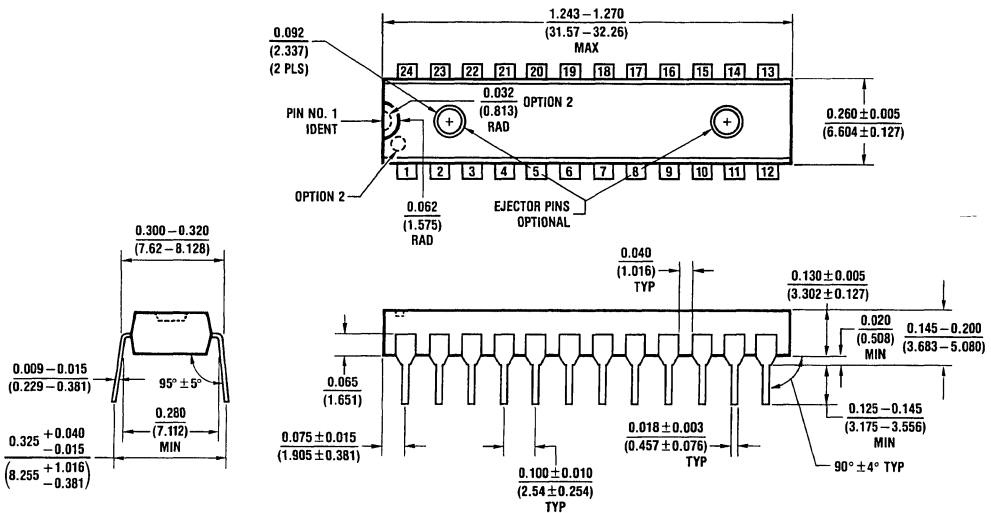 1.243–1.270
(31.57–32.26)
MAX
0.092
(2.337)
(2 PLS)
24 23 22 21 20 19 18 17 16 15 14 13
0.032
(0.813)
RAD
OPTION 2
PIN NO. 1
IDENT
0.260±0.005
(6.604±0.127)
1 2 3 4 5 6 7 8 9 10 11 12
OPTION 2
0.062
(1.575)
RAD
EJECTOR PINS
OPTIONAL
0.300–0.320
(7.62–8.128)
0.040
(1.016)
TYP
0.130±0.005
(3.302±0.127)
0.020
(0.508)
MIN
0.145–0.200
(3.683–5.080)
0.009–0.015
(0.229–0.381)
95°±5°
0.065
(1.651)
0.280
(7.112)
MIN
0.325 +0.040
–0.015
(8.255 +1.016
–0.381)
0.075±0.015
(1.905±0.381)
0.100±0.010
(2.54±0.254)
TYP
0.018±0.003
(0.457±0.076)
TYP
0.125–0.145
(3.175–3.556)
MIN
90°±4° TYP